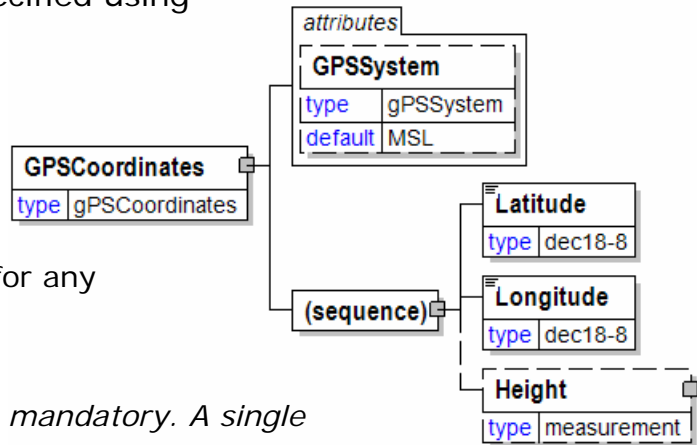 ecified using
attributes
GPSSystem
type gPSSystem
default MSL
GPSCoordinates
type gPSCoordinates
Latitude
type dec18-8
for any
(sequence)
Longitude
type dec18-8
Height
type measurement
mandatory. A single